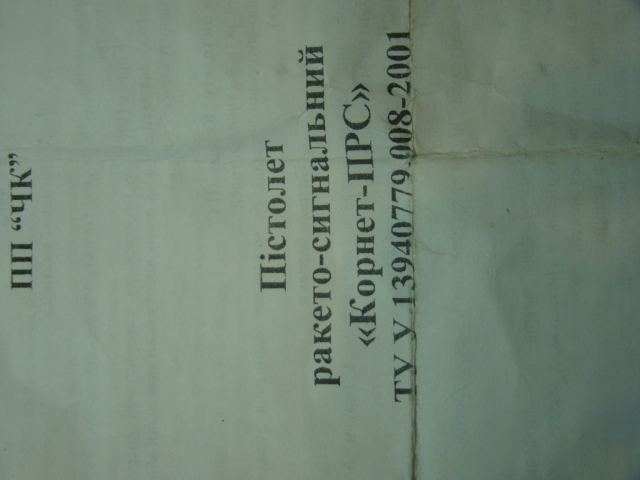 ПП “ЧК”
Пістолет
ракето-сигнальний
«Корнет-ПРС»
ТУ У 13940779.008-2001